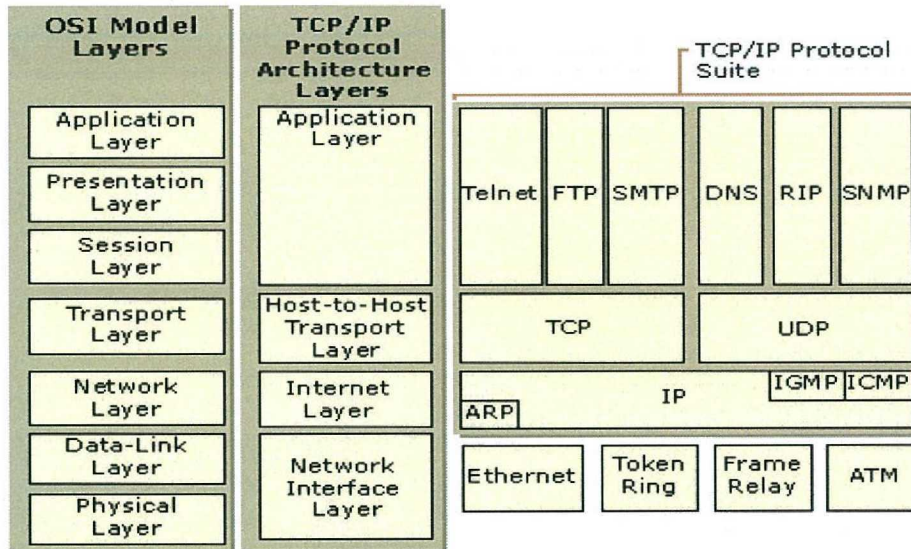 OSI Model
Layers
Application
Layer
Presentation
Layer
Session
Layer
Transport
Layer
Network
Layer
Data-Link
Layer
Physical
Layer
TCP/IP
Protocol
Architecture
Layers
Application
Layer
Host-to-Host
Transport
Layer
Internet
Layer
Network
Interface
Layer
TCP/IP Protocol
Suite
Telnet
FTP
SMTP
DNS
RIP
SNMP
TCP
UDP
IP
IGMP
ICMP
ARP
Ethernet
Token
Ring
Frame
Relay
ATM